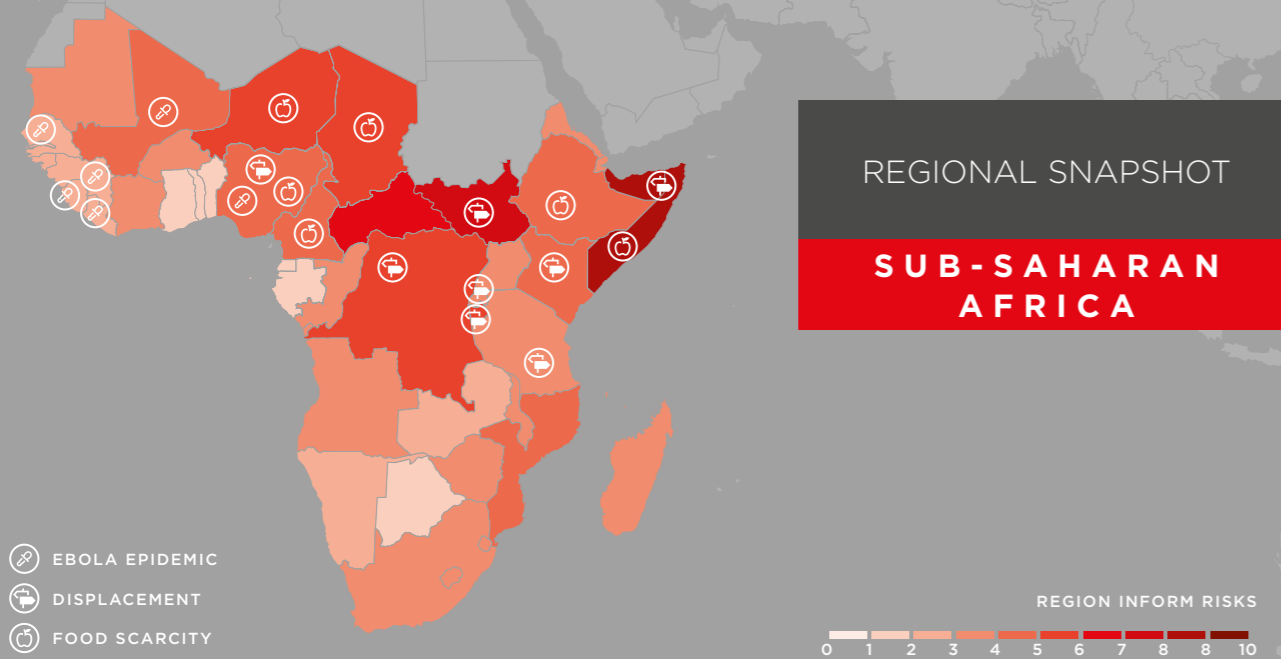 REGIONAL SNAPSHOT
SUB-SAHARAN
AFRICA
EBOLA EPIDEMIC
DISPLACEMENT
FOOD SCARCITY
REGION INFORM RISKS
0 1 2 3 4 5 6 7 8 8 10